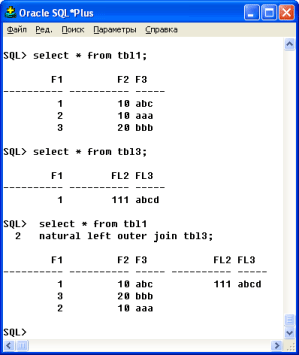 Oracle SQL*Plus
Файл Ред. Поиск Параметры Справка
SQL> select * from tbl1;
F1 F2 F3
---------- ---------- -----
1 10 abc
2 10 aaa
3 20 bbb
SQL> select * from tbl3;
F1 FL2 FL3
---------- ---------- -----
1 111 abcd
SQL> select * from tbl1
2 natural left outer join tbl3;
F1 F2 F3 FL2 FL3
---------- ---------- ----- ---------- -----
1 10 abc 111 abcd
3 20 bbb
2 10 aaa
SQL>